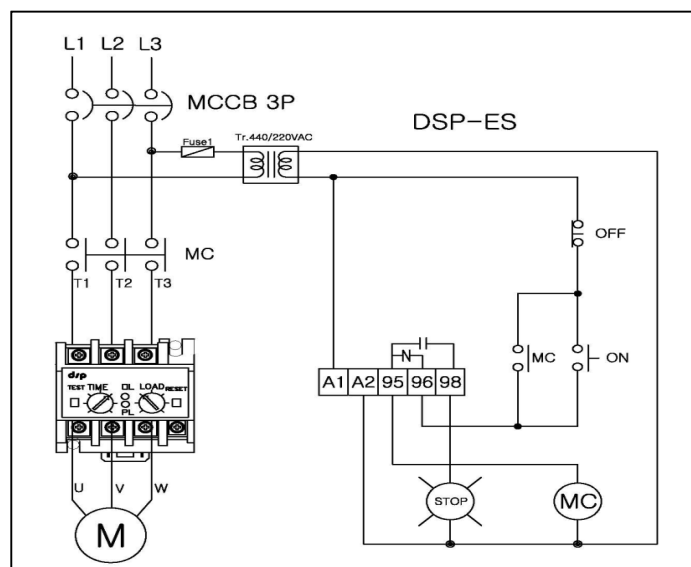 L1 L2 L3
MCCB 3P
DSP-ES
Fuse1
Tr.440/220VAC
OFF
MC
T1 T2 T3
MC
ON
N
A1 A2 95 96 98
dsp
TEST TIME OL LOAD RESET
PL
U V W
M
STOP
MC